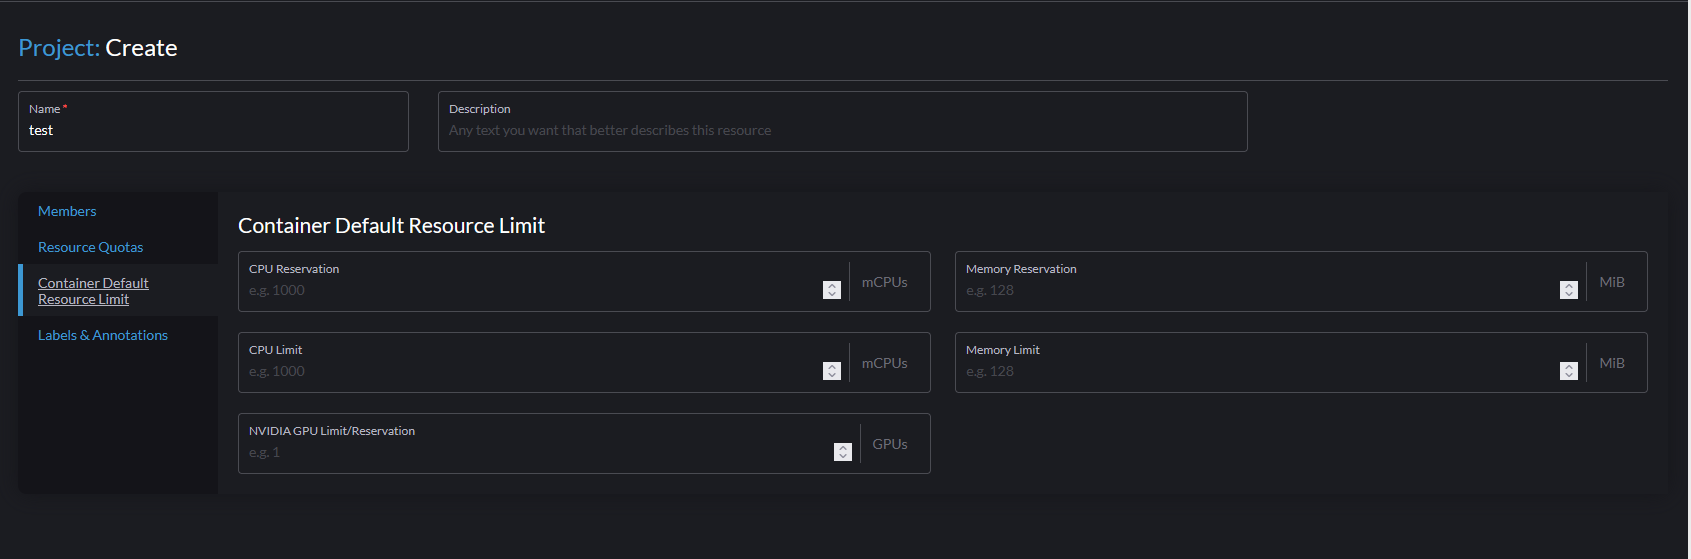 Project: Create
Name *
test
Description
Any text you want that better describes this resource
Members
Resource Quotas
Container Default
Resource Limit
Labels & Annotations
Container Default Resource Limit
CPU Reservation
e.g. 1000
mCPUs
Memory Reservation
e.g. 128
MiB
CPU Limit
e.g. 1000
mCPUs
Memory Limit
e.g. 128
MiB
NVIDIA GPU Limit/Reservation
e.g. 1
GPUs